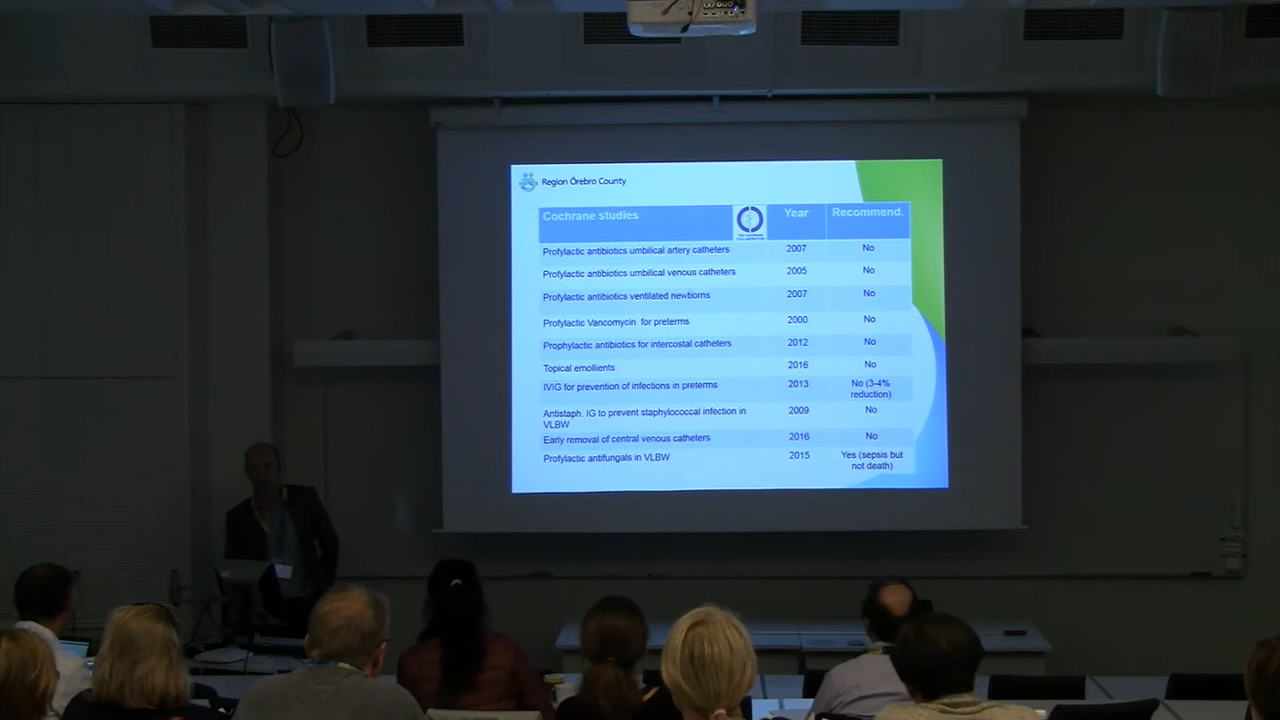 Region Örebro County
Cochrane studies Year Recommend.
THE COCHRANE
COLLABORATION
Profylactic antibiotics umbilical artery catheters 2007 No
Profylactic antibiotics umbilical venous catheters 2005 No
Profylactic antibiotics ventilated newborns 2007 No
Profylactic Vancomycin for preterms 2000 No
Prophylactic antibiotics for intercostal catheters 2012 No
Topical emollients 2016 No
IVIG for prevention of infections in preterms 2013 No (3-4%
reduction)
Antistaph. IG to prevent staphylococcal infection in 2009 No
VLBW
Early removal of central venous catheters 2016 No
Profylactic antifungals in VLBW 2015 Yes (sepsis but
not death)